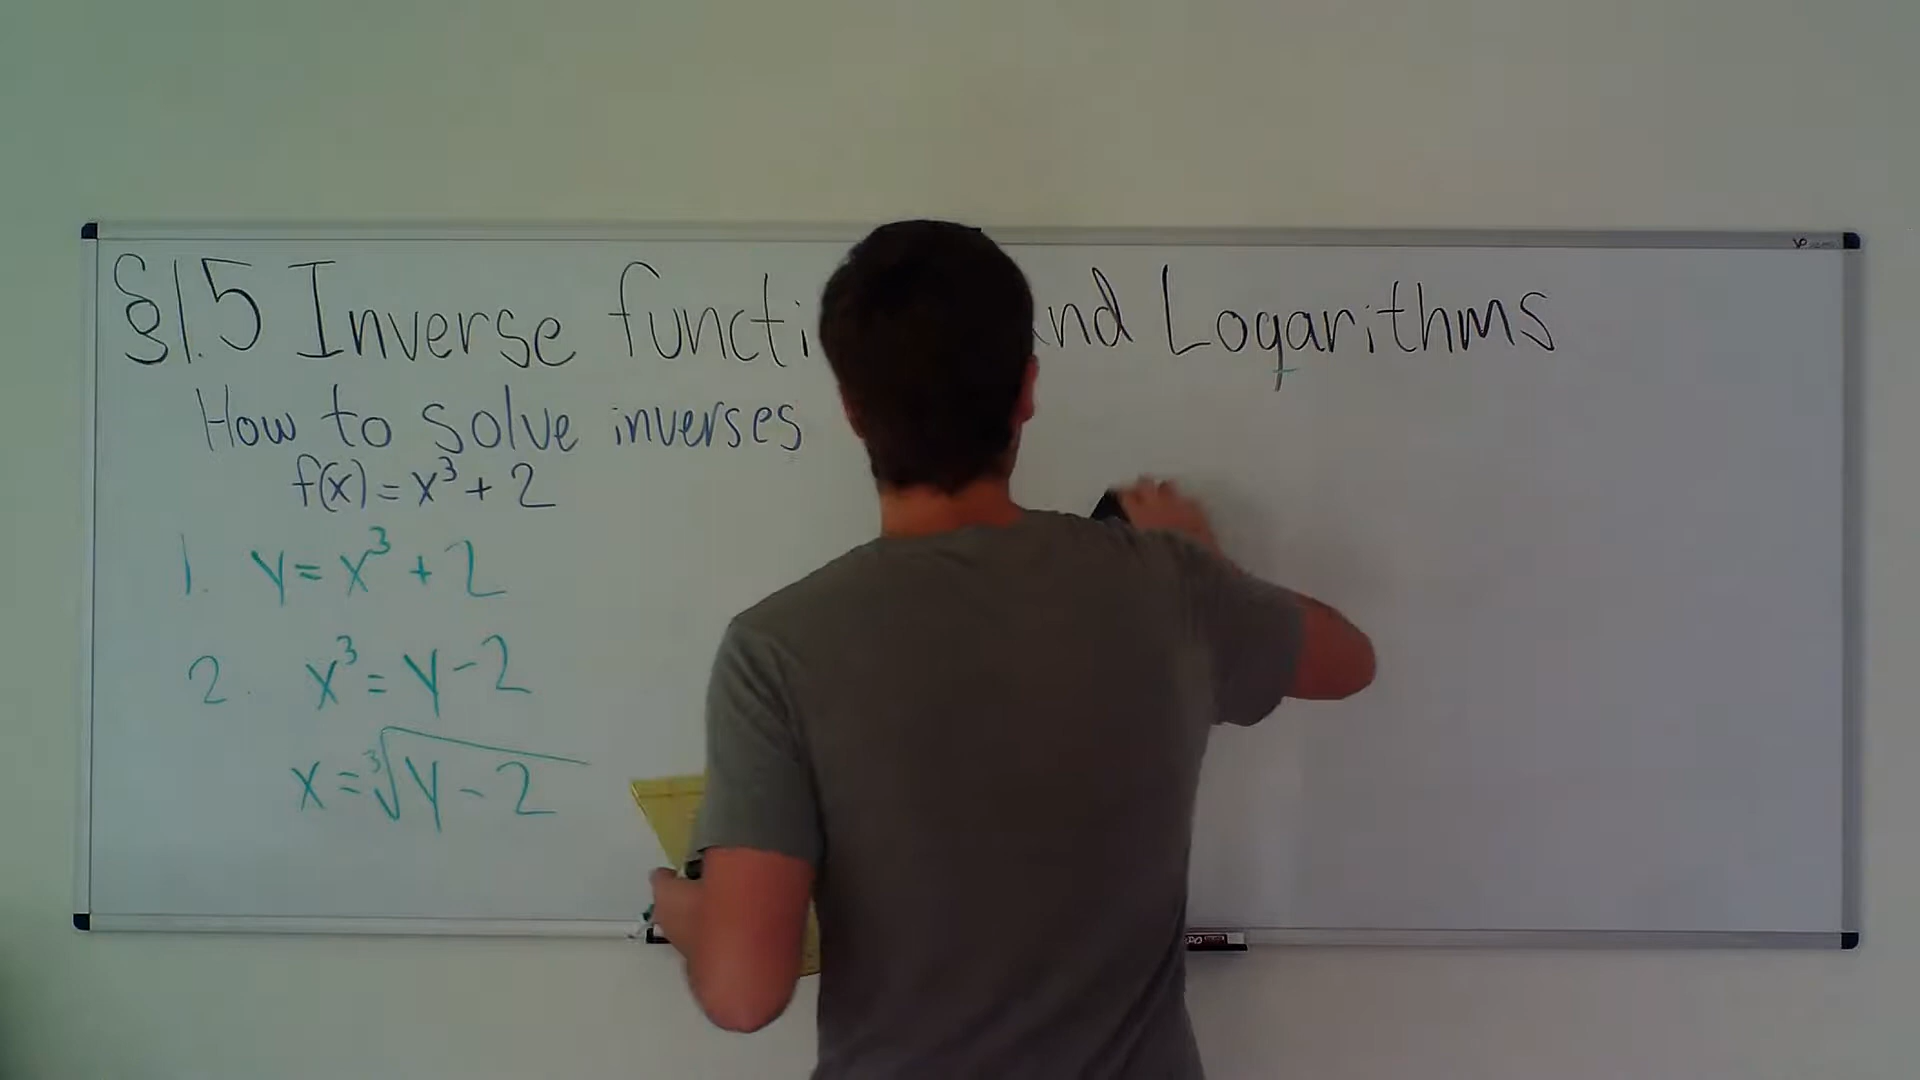 §1.5 Inverse functi nd Logarithms
How to solve inverses
f(x) = x³ + 2
1. y = x³ + 2
2. x³ = y - 2
x = ³√y - 2